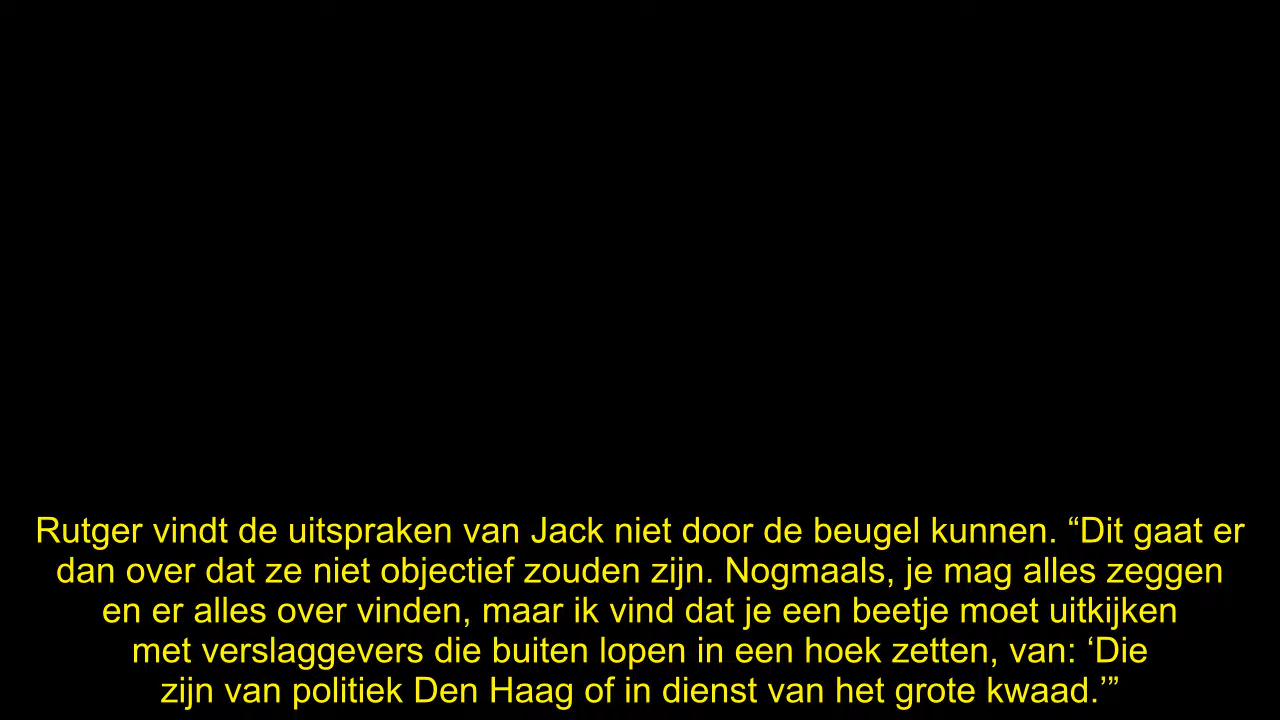 Rutger vindt de uitspraken van Jack niet door de beugel kunnen. “Dit gaat er
dan over dat ze niet objectief zouden zijn. Nogmaals, je mag alles zeggen
en er alles over vinden, maar ik vind dat je een beetje moet uitkijken
met verslaggevers die buiten lopen in een hoek zetten, van: ‘Die
zijn van politiek Den Haag of in dienst van het grote kwaad.’”